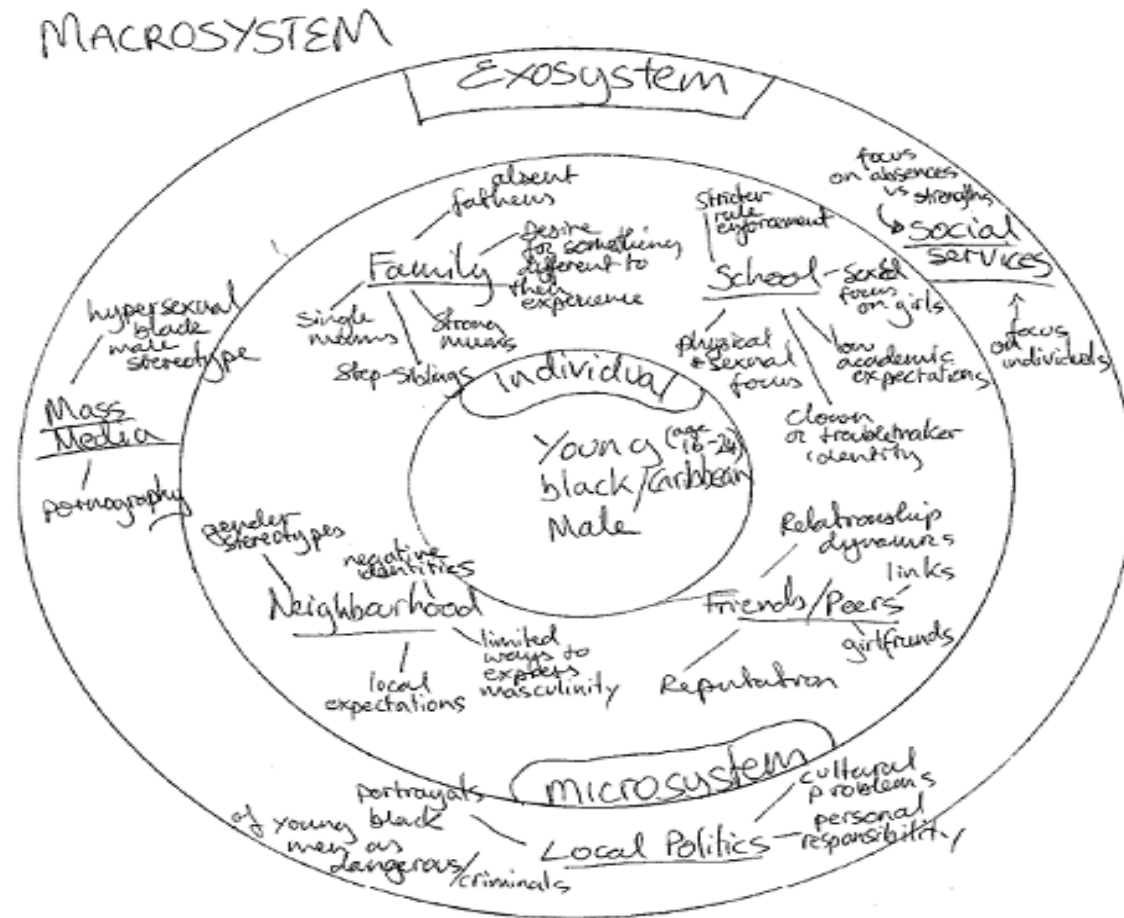 MACROSYSTEM
Exosystem
focus
on absences
vs strengths
Social
services
focus
on individuals
absent
fathers
Family
desire
for something
different to
their
experience
Single
mums
Strong
mums
Step-siblings
Stricter
rule
enforcement
School
focus
on girls
physical
+ sexual
focus
low
academic
expectations
clown
or troublemaker
identity
hypersexual
black
male
stereotype
Mass
Media
pornography
Individual
Young (age
16-24)
black/Caribbean
Male
gender
stereotypes
negative
identities
Neighbourhood
local
expectations
limited
ways to
express
masculinity
Relationship
dynamics
links
Friends/Peers
girlfriends
Reputation
microsystem
portrayals
of young black
men as
dangerous/criminals
Local Politics
cultural
problems
personal
responsibility